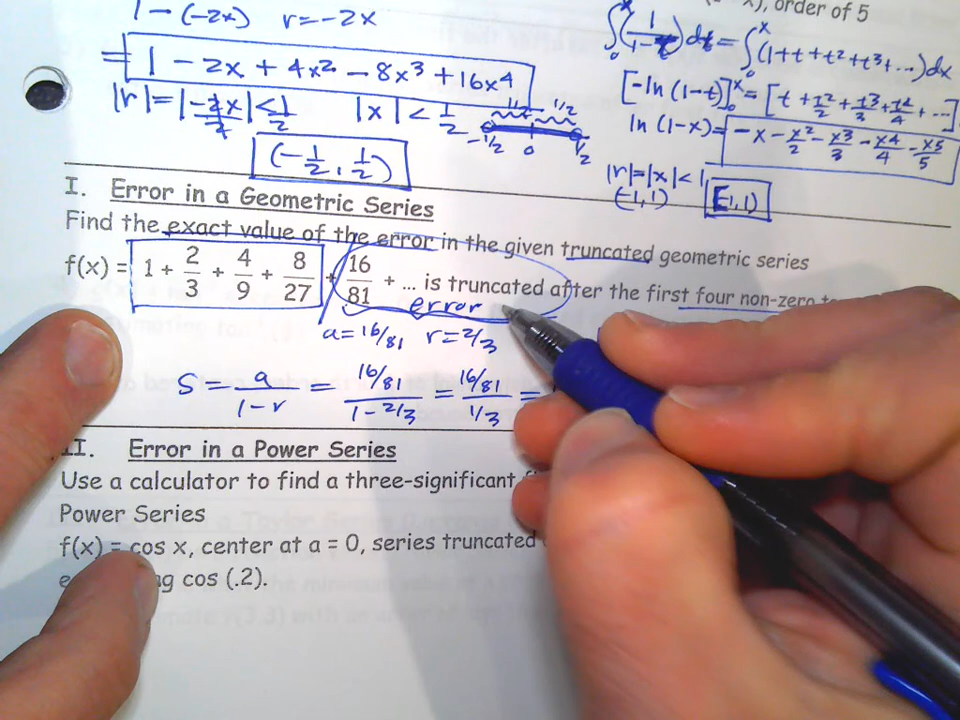 1 - (-2x) r = -2x
), order of 5
= 1 - 2x + 4x² - 8x³ + 16x⁴
|r| = |-2x| < 1/2 |x| < 1/2
1/2 1/2
-1/2 0 1/2
(-1/2, 1/2)
∫₀ˣ (1/1-t) dt = ∫₀ˣ (1+t+t²+t³+...) dx
[-ln (1-t)]₀ˣ = [t + t²/2 + t³/3 + t⁴/4 + ...]
ln (1-x) = -x - x²/2 - x³/3 - x⁴/4 - x⁵/5
|r| = |x| < 1
(-1,1) [-1,1)
I. Error in a Geometric Series
Find the exact value of the error in the given truncated geometric series
f(x) = 1 + 2/3 + 4/9 + 8/27 + 16/81 + ... is truncated after the first four non-zero
error
a = 16/81 r = 2/3
S = a/1-r = 16/81/1-2/3 = 16/81/1/3 =
II. Error in a Power Series
Use a calculator to find a three-significant
Power Series
f(x) = cos x, center at a = 0, series truncated
cos (.2).